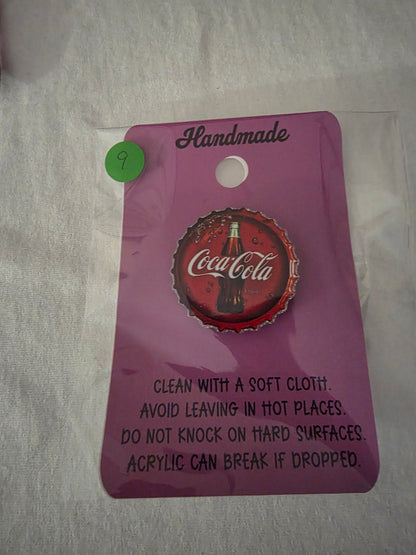 Handmade
9
Coca-Cola
CLEAN WITH A SOFT CLOTH.
AVOID LEAVING IN HOT PLACES.
DO NOT KNOCK ON HARD SURFACES.
ACRYLIC CAN BREAK IF DROPPED.